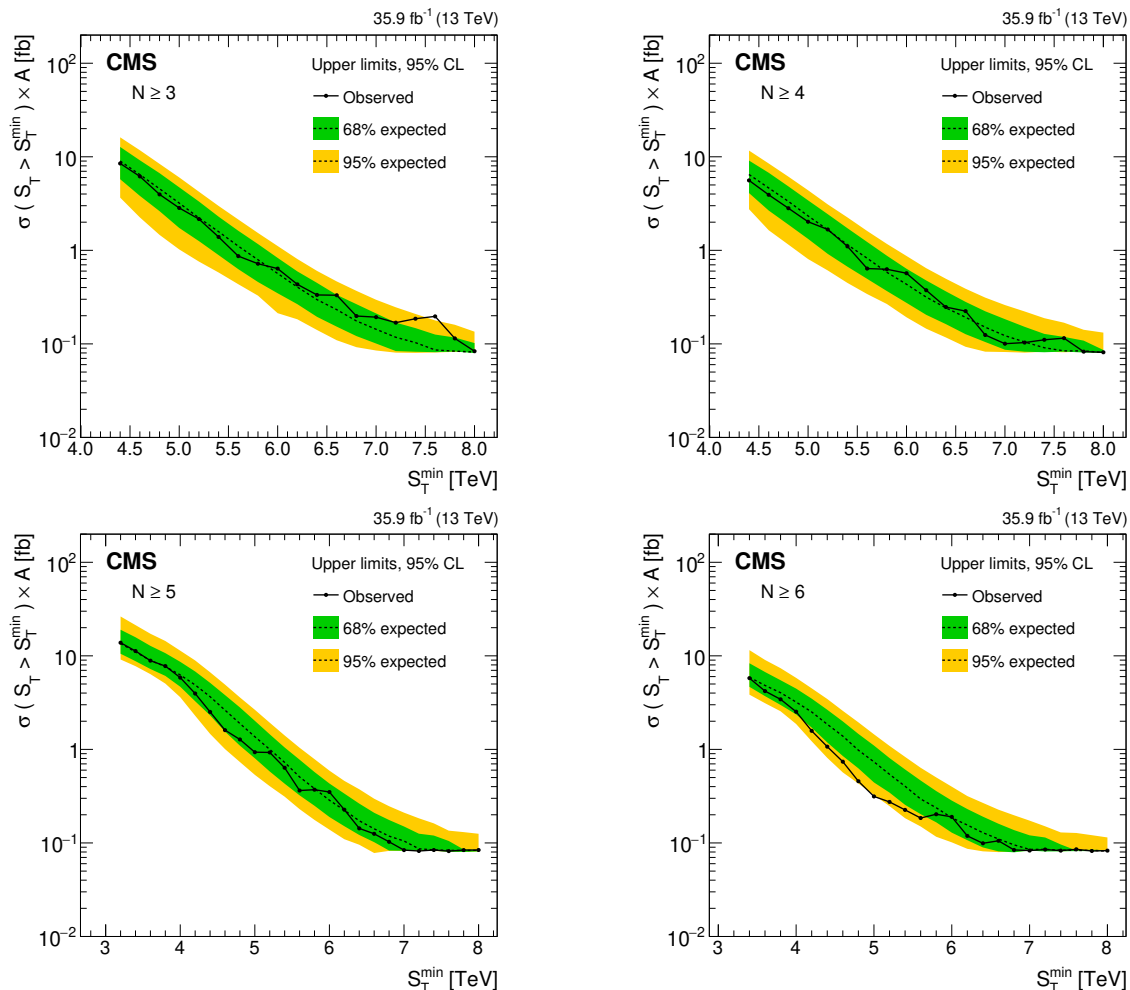 35.9 fb⁻¹ (13 TeV)
CMS
N ≥ 3
Upper limits, 95% CL
Observed
68% expected
95% expected
σ ( S_T > S_T^min ) × A [fb]
10²
10
1
10⁻¹
10⁻²
4.0 4.5 5.0 5.5 6.0 6.5 7.0 7.5 8.0
S_T^min [TeV]
35.9 fb⁻¹ (13 TeV)
CMS
N ≥ 4
Upper limits, 95% CL
Observed
68% expected
95% expected
σ ( S_T > S_T^min ) × A [fb]
10²
10
1
10⁻¹
10⁻²
4.0 4.5 5.0 5.5 6.0 6.5 7.0 7.5 8.0
S_T^min [TeV]
35.9 fb⁻¹ (13 TeV)
CMS
N ≥ 5
Upper limits, 95% CL
Observed
68% expected
95% expected
σ ( S_T > S_T^min ) × A [fb]
10²
10
1
10⁻¹
10⁻²
3 4 5 6 7 8
S_T^min [TeV]
35.9 fb⁻¹ (13 TeV)
CMS
N ≥ 6
Upper limits, 95% CL
Observed
68% expected
95% expected
σ ( S_T > S_T^min ) × A [fb]
10²
10
1
10⁻¹
10⁻²
3 4 5 6 7 8
S_T^min [TeV]